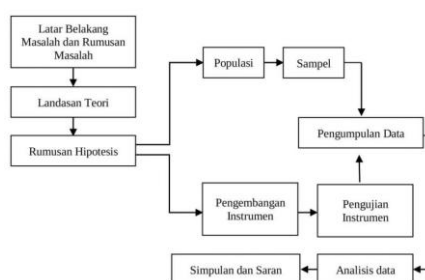 Latar Belakang
Masalah dan Rumusan
Masalah
Landasan Teori
Rumusan Hipotesis
Populasi
Sampel
Pengumpulan Data
Pengembangan
Instrumen
Pengujian
Instrumen
Simpulan dan Saran
Analisis data